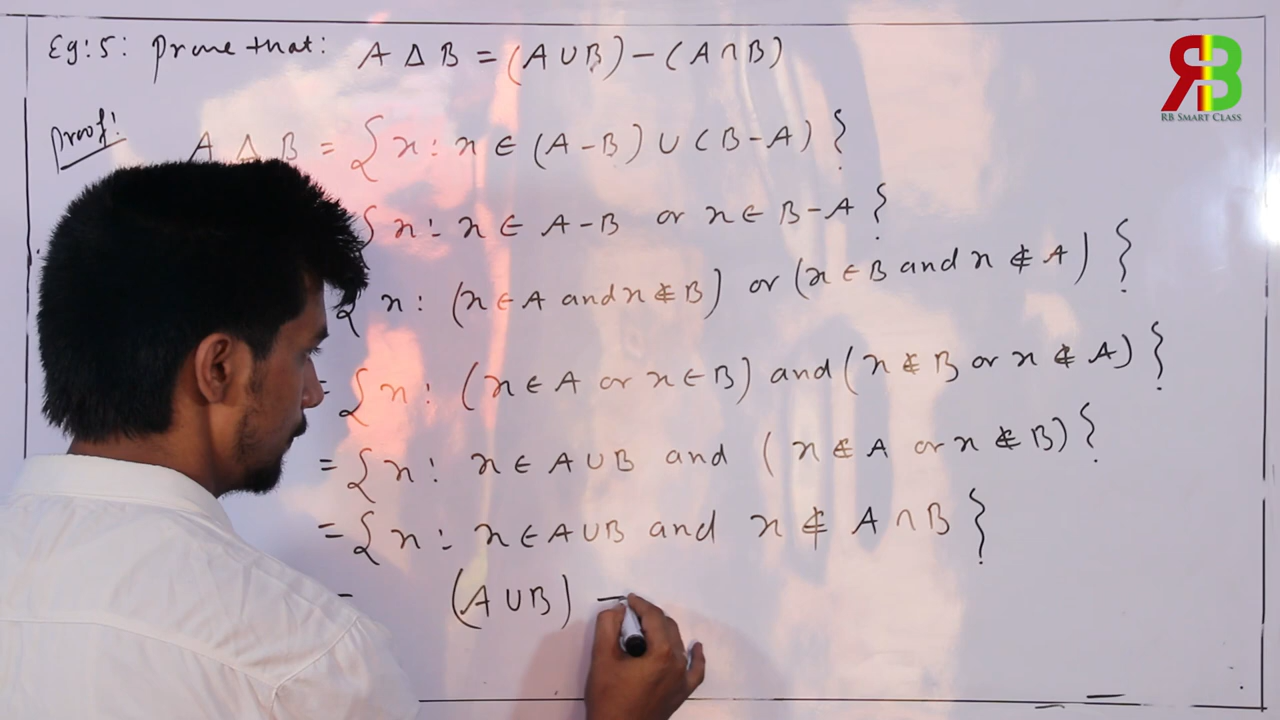 Eg:5: Prove that: A Δ B = (A ∪ B) – (A ∩ B)
RB
RB SMART CLASS
Proof:
A Δ B = {x : x ∈ (A – B) ∪ (B – A)}
{x : x ∈ A – B or x ∈ B – A}
{x : (x ∈ A and x ∉ B) or (x ∈ B and x ∉ A)}
= {x : (x ∈ A or x ∈ B) and (x ∉ B or x ∉ A)}
= {x : x ∈ A ∪ B and (x ∉ A or x ∉ B)}
= {x : x ∈ A ∪ B and x ∉ A ∩ B}
= (A ∪ B) –